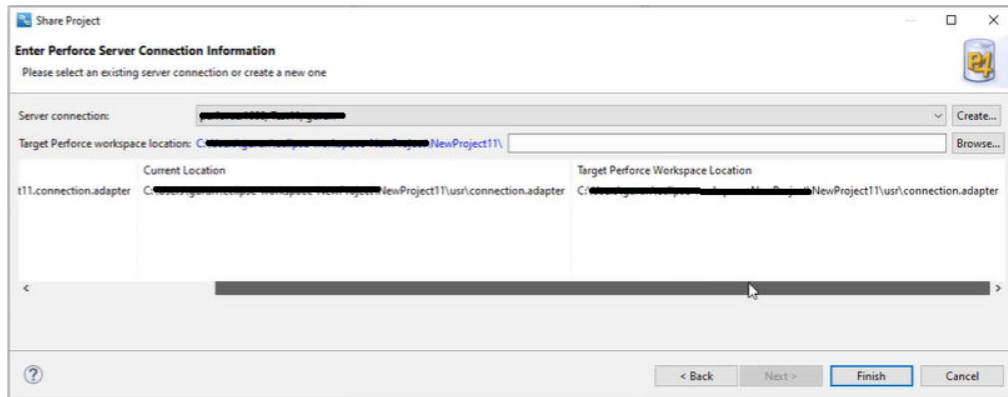 Share Project
Enter Perforce Server Connection Information
Please select an existing server connection or create a new one
P4
Server connection:
Create...
Target Perforce workspace location: C: NewProject11\
Browse...
Current Location Target Perforce Workspace Location
t11.connection.adapter C: NewProject11\usr\connection.adapter C:\ NewProject11\usr\connection.adapter
< Back Next > Finish Cancel